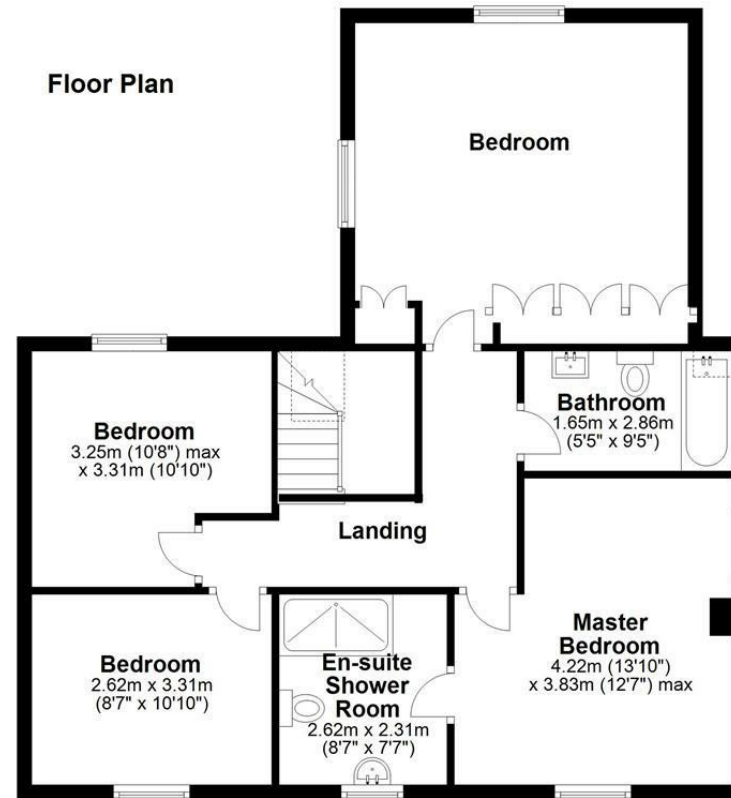 Floor Plan
Bedroom
Bedroom
3.25m (10'8") max
x 3.31m (10'10")
Bathroom
1.65m x 2.86m
(5'5" x 9'5")
Landing
Bedroom
2.62m x 3.31m
(8'7" x 10'10")
En-suite
Shower
Room
2.62m x 2.31m
(8'7" x 7'7")
Master
Bedroom
4.22m (13'10")
x 3.83m (12'7") max